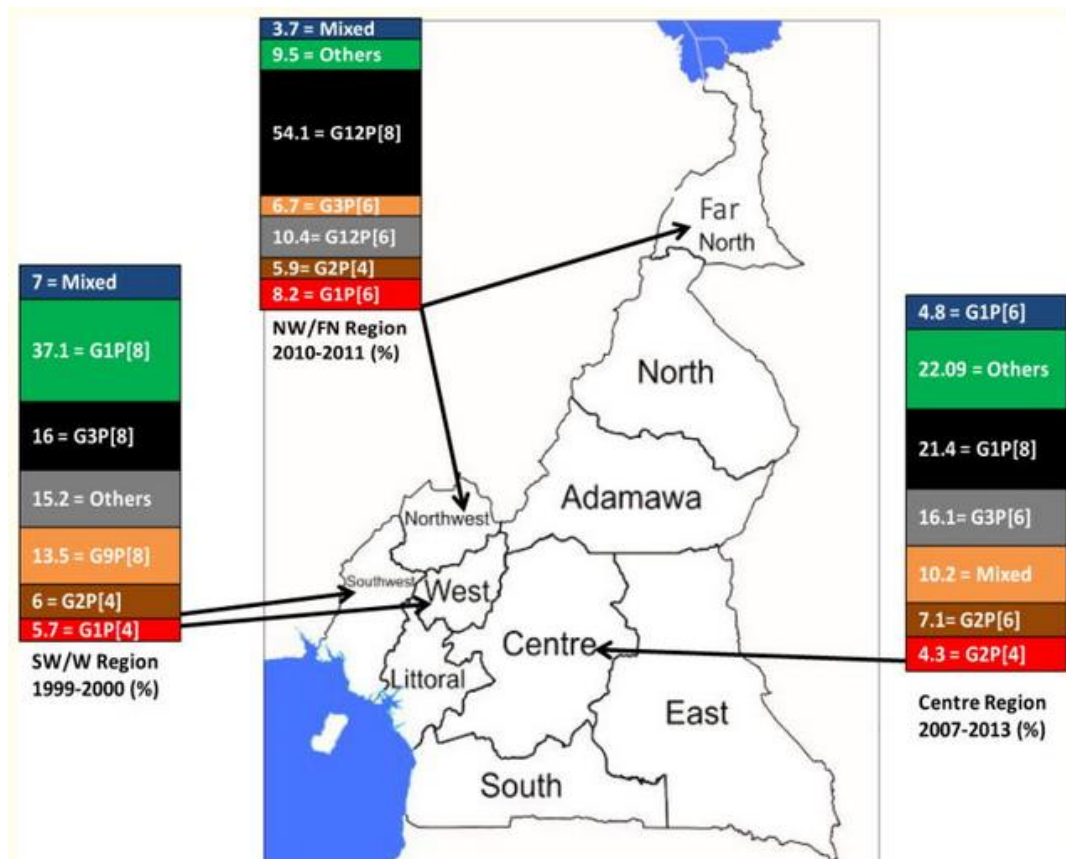 3.7 = Mixed
9.5 = Others
54.1 = G12P[8]
6.7 = G3P[6]
10.4= G12P[6]
5.9= G2P[4]
8.2 = G1P[6]
NW/FN Region
2010-2011 (%)
7 = Mixed
37.1 = G1P[8]
16 = G3P[8]
15.2 = Others
13.5 = G9P[8]
6 = G2P[4]
5.7 = G1P[4]
SW/W Region
1999-2000 (%)
Far
North
North
Adamawa
Northwest
Southwest
West
Centre
Littoral
East
South
4.8 = G1P[6]
22.09 = Others
21.4 = G1P[8]
16.1= G3P[6]
10.2 = Mixed
7.1= G2P[6]
4.3 = G2P[4]
Centre Region
2007-2013 (%)